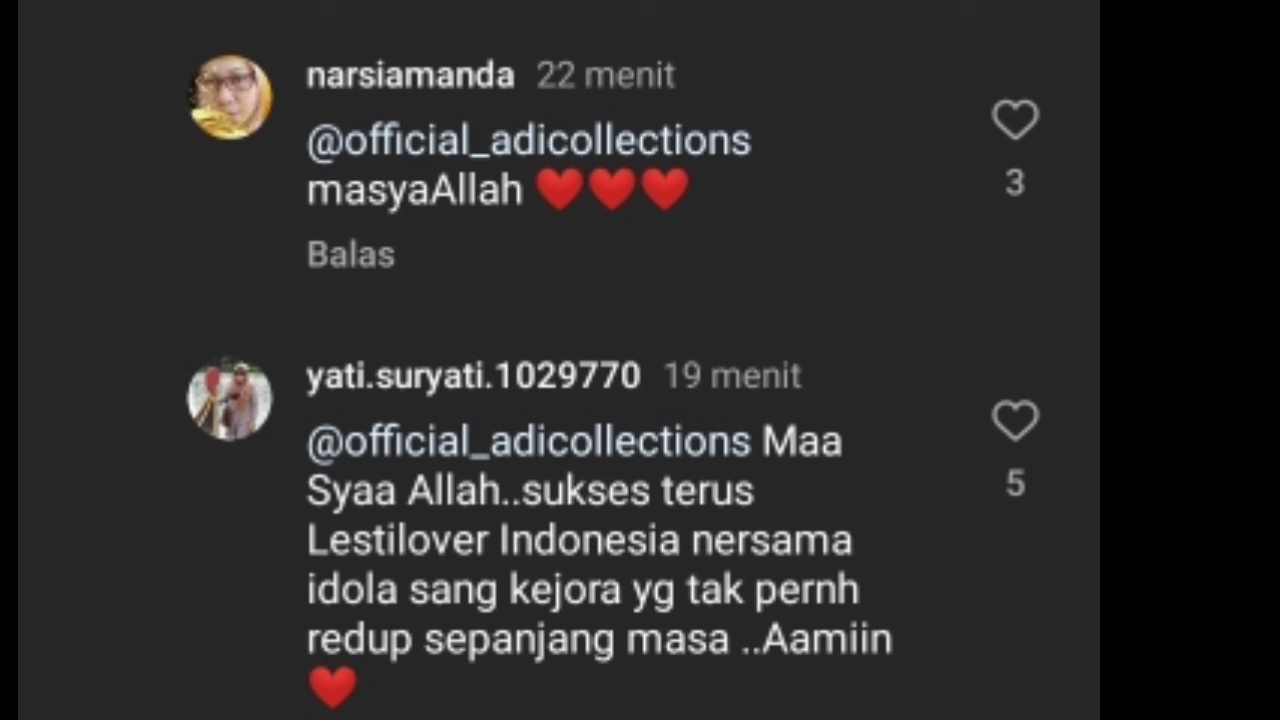 narsiamanda 22 menit
@official_adicollections
masyaAllah ❤️❤️❤️
3
Balas
yati.suryati.1029770 19 menit
@official_adicollections Maa
Syaa Allah..sukses terus
Lestilover Indonesia nersama
idola sang kejora yg tak pernh
redup sepanjang masa ..Aamiin
❤️
5